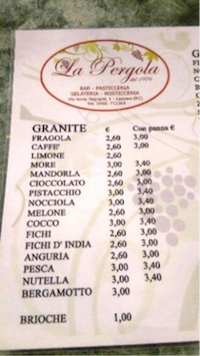 La Pergola
dal 1976
BAR - PASTICCERIA
GELATERIA - ROSTICCERIA
GRANITE € Con panna €
FRAGOLA 2,60 3,00
CAFFE' 2,60 3,00
LIMONE 2,60
MORE 3,00 3,40
MANDORLA 2,60 3,00
CIOCCOLATO 2,60 3,00
PISTACCHIO 3,00 3,40
NOCCIOLA 3,00 3,40
MELONE 2,60 3,00
COCCO 3,00 3,40
FICHI 2,60 3,00
FICHI D' INDIA 2,60 3,00
ANGURIA 2,60 3,00
PESCA 3,00 3,40
NUTELLA 3,00 3,40
BERGAMOTTO 3,00
BRIOCHE 1,00